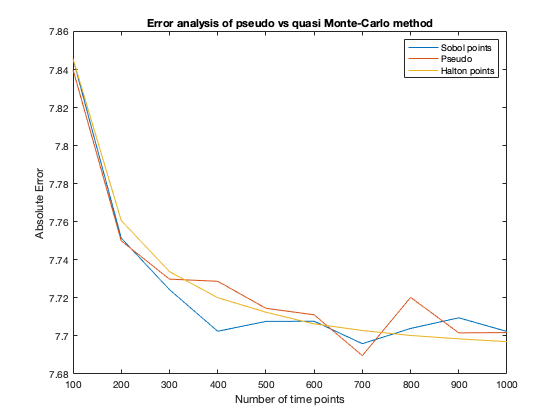 Error analysis of pseudo vs quasi Monte-Carlo method
Sobol points
Pseudo
Halton points
Absolute Error
7.86
7.84
7.82
7.8
7.78
7.76
7.74
7.72
7.7
7.68
100 200 300 400 500 600 700 800 900 1000
Number of time points